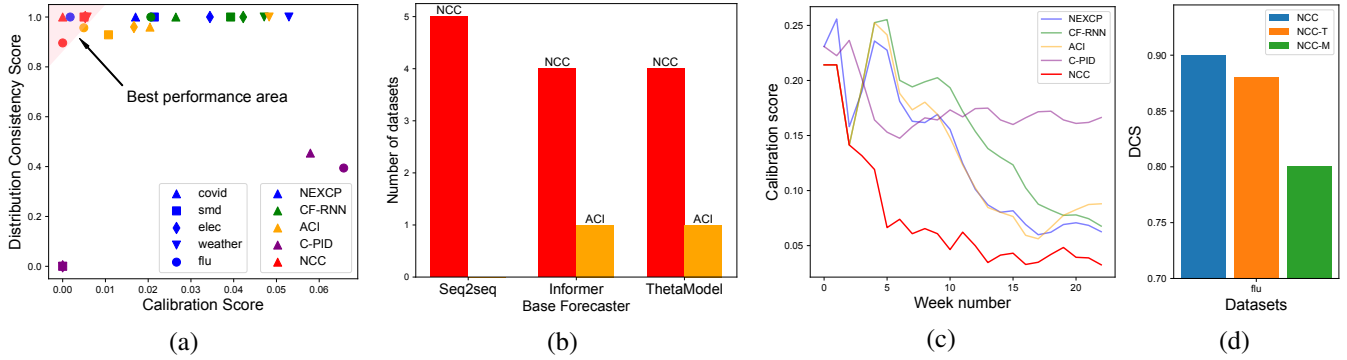 Distribution Consistency Score
1.0
0.8
0.6
0.4
0.2
0.0
Best performance area
covid
smd
elec
weather
flu
NEXCP
CF-RNN
ACI
C-PID
NCC
0.00 0.01 0.02 0.03 0.04 0.05 0.06
Calibration Score
(a)
Number of datasets
5
4
3
2
1
0
NCC
NCC
ACI
NCC
ACI
Seq2seq Informer ThetaModel
Base Forecaster
(b)
Calibration score
0.25
0.20
0.15
0.10
0.05
NEXCP
CF-RNN
ACI
C-PID
NCC
0 5 10 15 20
Week number
(c)
DCS
0.90
0.85
0.80
0.75
0.70
NCC
NCC-T
NCC-M
flu
Datasets
(d)